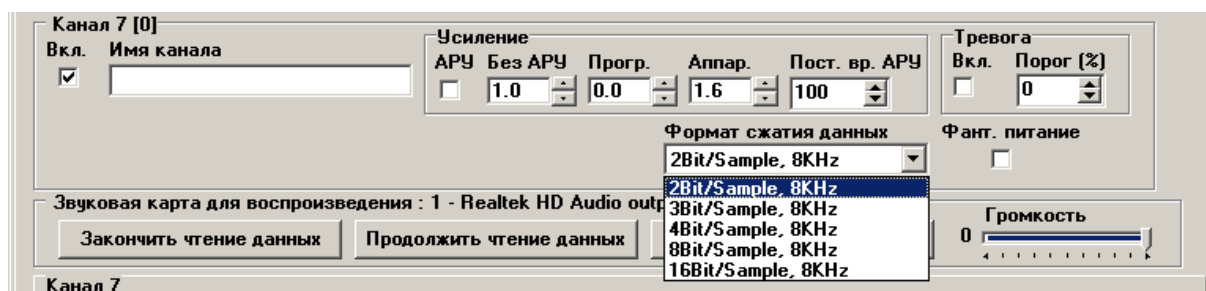 Канал 7 [0]
Вкл. Имя канала
Усиление
АРУ Без АРУ Прогр. Аппар. Пост. вр. АРУ
1.0 0.0 1.6 100
Тревога
Вкл. Порог (%)
0
Формат сжатия данных
2Bit/Sample, 8KHz
2Bit/Sample, 8KHz
3Bit/Sample, 8KHz
4Bit/Sample, 8KHz
8Bit/Sample, 8KHz
16Bit/Sample, 8KHz
Фант. питание
Звуковая карта для воспроизведения : 1 - Realtek HD Audio outp
Закончить чтение данных Продолжить чтение данных
Громкость
0
Канал 7